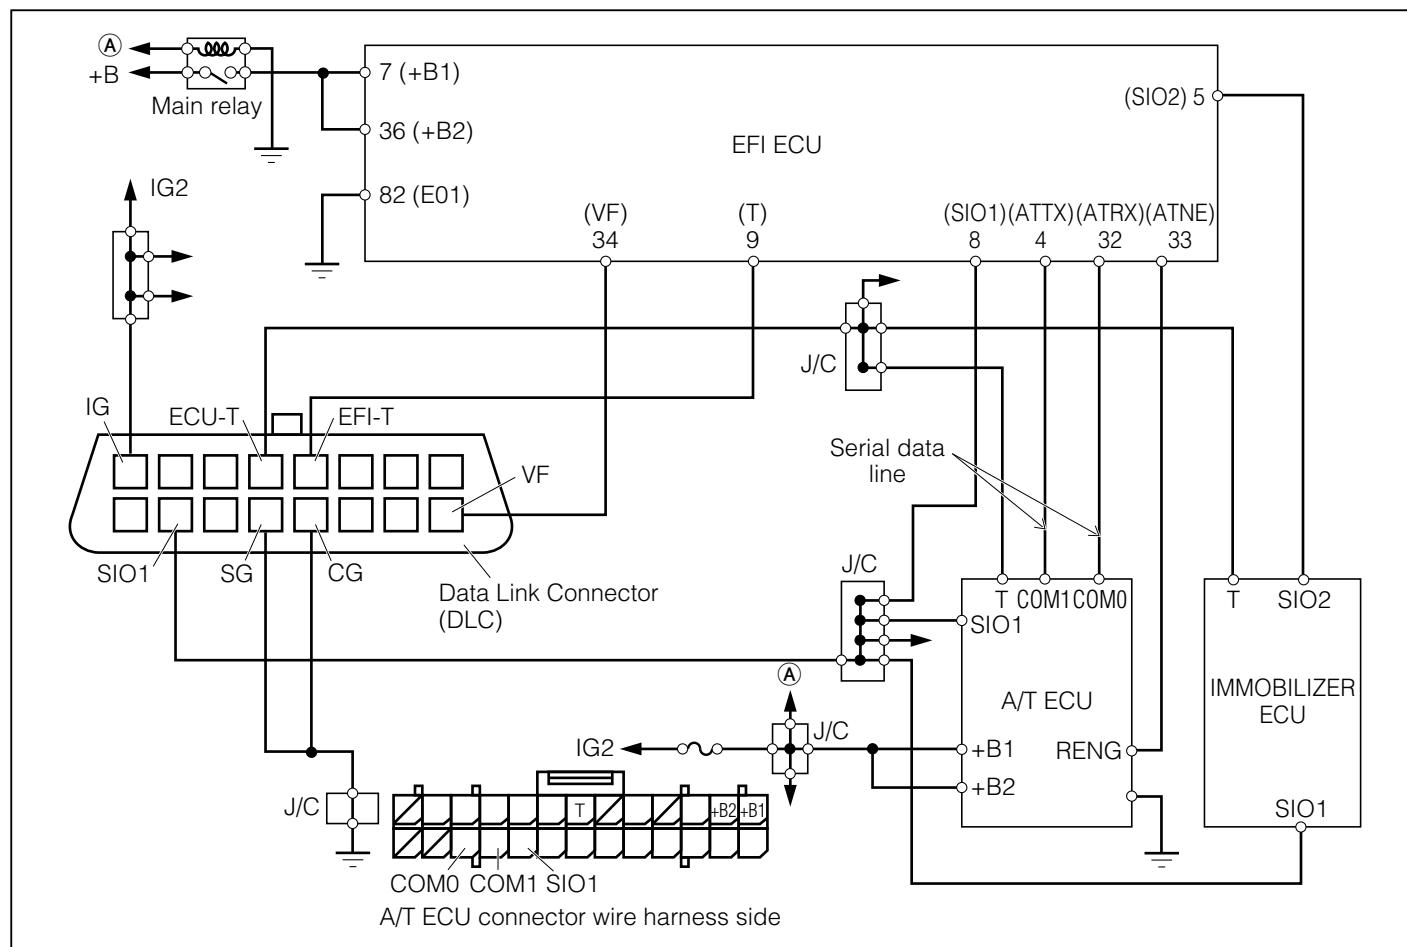 Ⓐ
+B
Main relay
7 (+B1)
36 (+B2)
82 (E01)
EFI ECU
(SIO2) 5
IG2
(VF)
34
(T)
9
(SIO1) (ATTX) (ATRX) (ATNE)
8 4 32 33
J/C
IG
ECU-T
EFI-T
VF
SIO1
SG
CG
Data Link Connector
(DLC)
Serial data
line
J/C
T COM1 COM0
SIO1
A/T ECU
+B1
+B2
RENG
T SIO2
IMMOBILIZER
ECU
SIO1
Ⓐ
IG2
J/C
J/C
T
+B2 +B1
COM0 COM1 SIO1
A/T ECU connector wire harness side